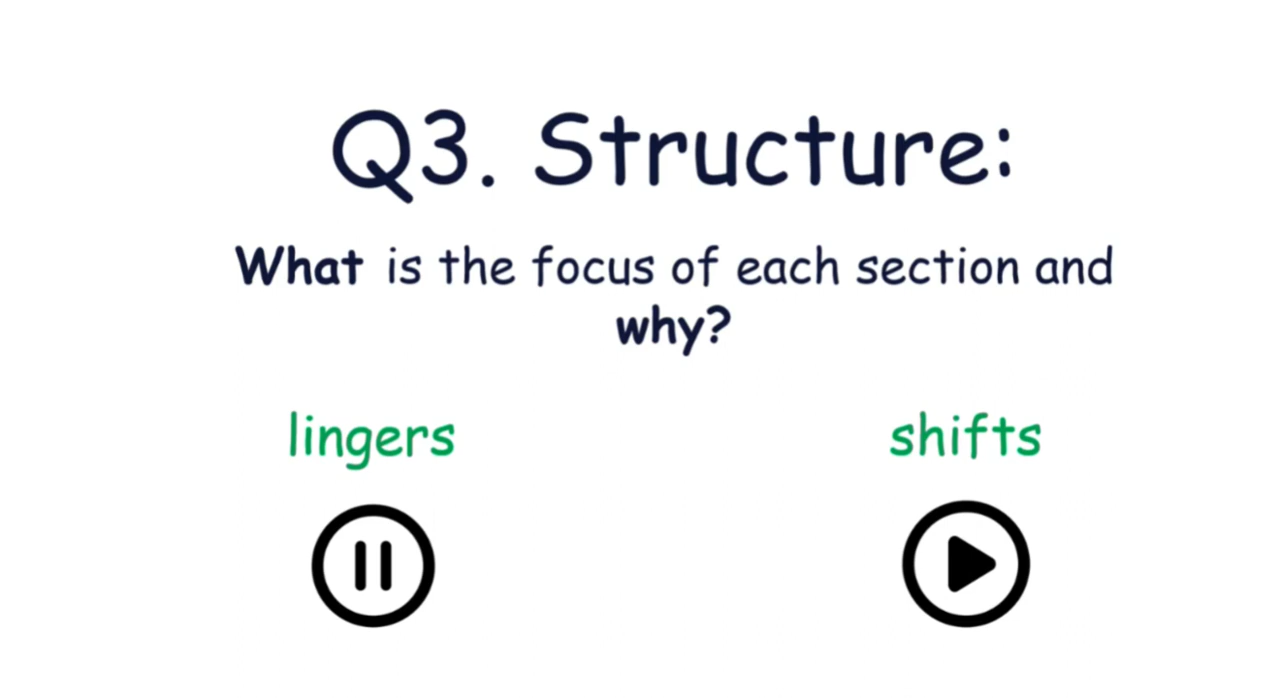 Q3. Structure:
What is the focus of each section and
why?
lingers
shifts